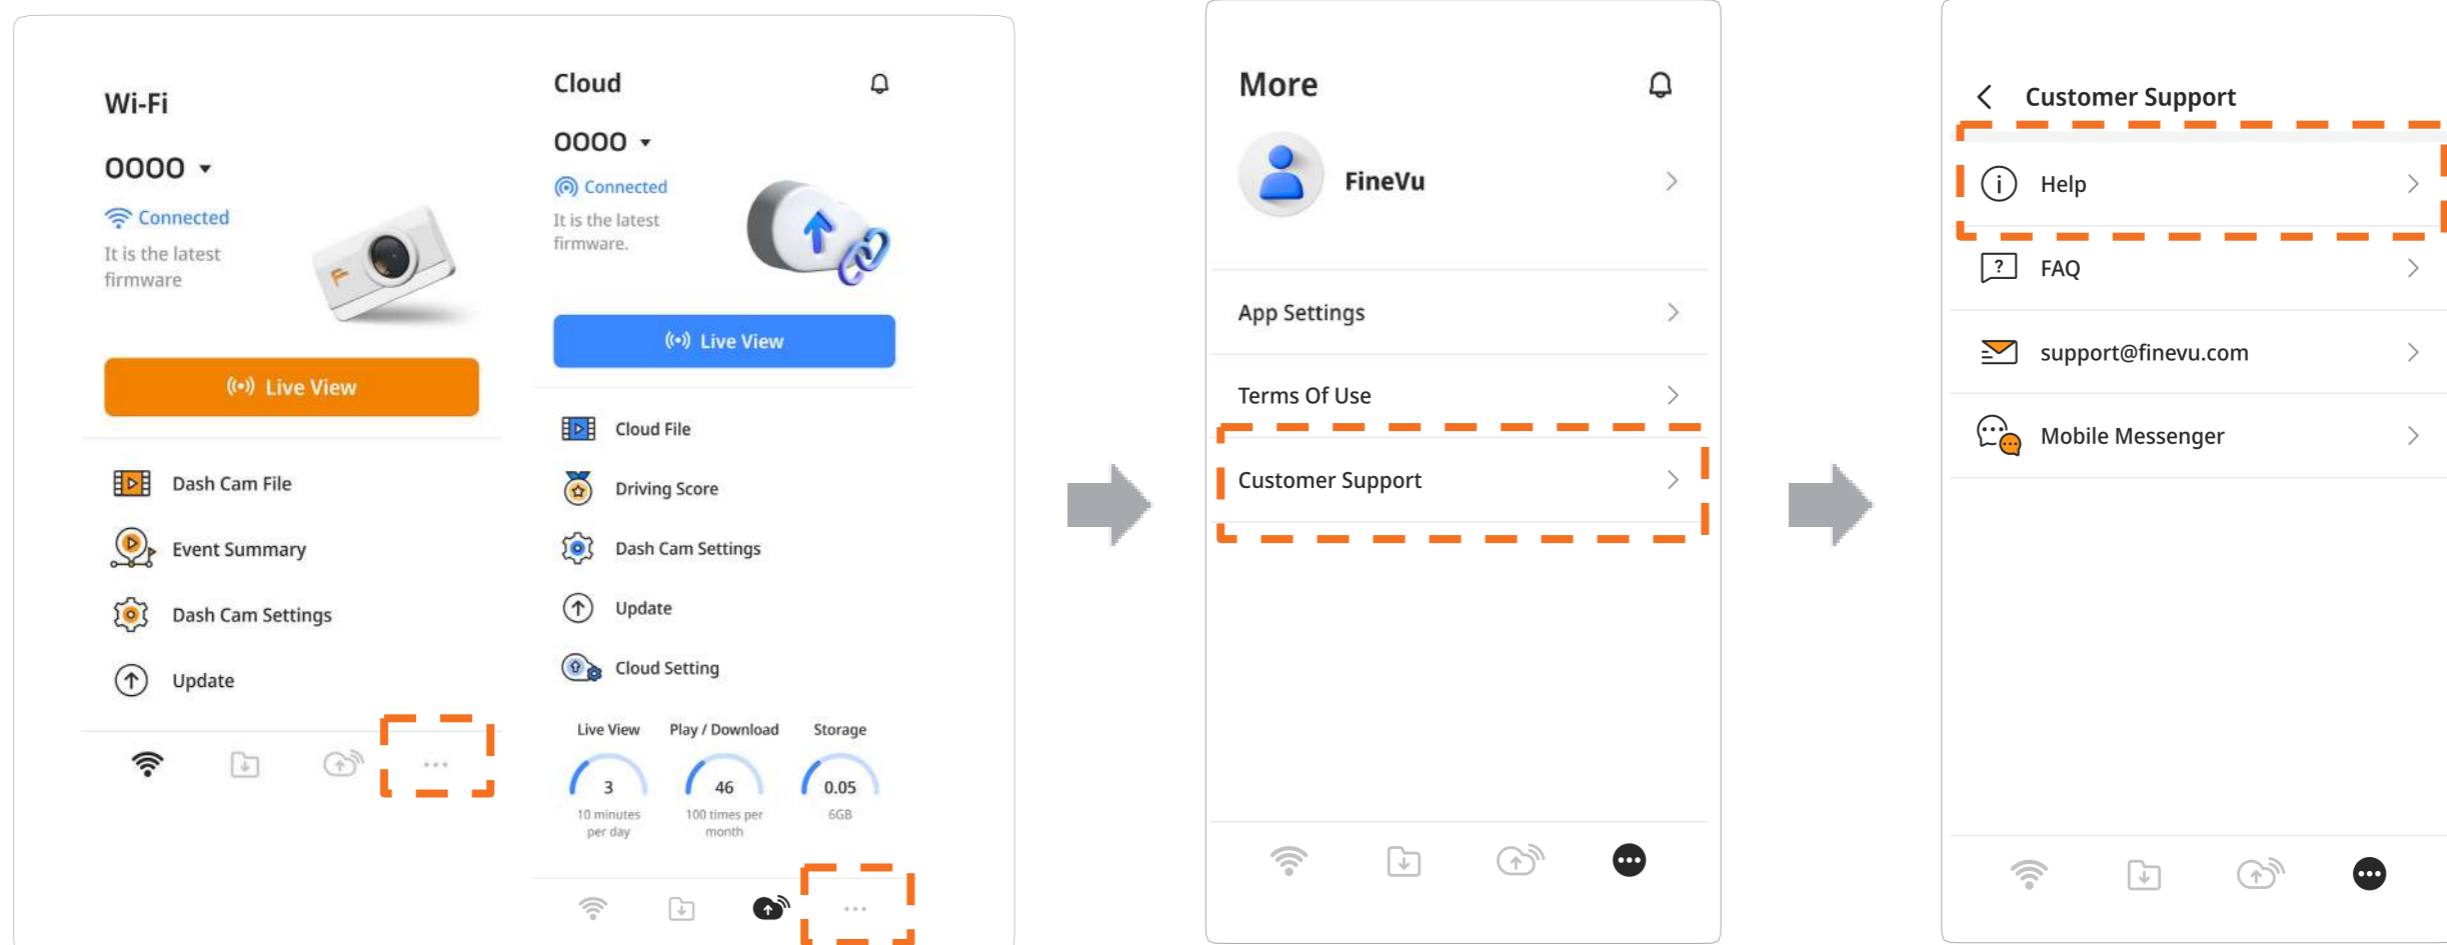 Wi-Fi
0000
Connected
It is the latest
firmware
Live View
Dash Cam File
Event Summary
Dash Cam Settings
Update
Cloud
0000
Connected
It is the latest
firmware.
Live View
Cloud File
Driving Score
Dash Cam Settings
Update
Cloud Setting
Live View Play / Download Storage
3 46 0.05
10 minutes 100 times per 6GB
per day month
More
FineVu
App Settings
Terms Of Use
Customer Support
Customer Support
Help
FAQ
support@finevu.com
Mobile Messenger